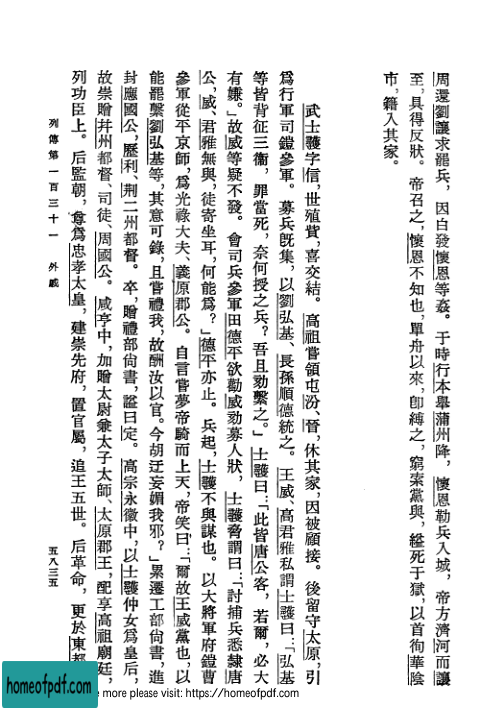 周還劉讓求罷兵，因白發懷恩等姦。于時行本舉蒲州降，懷恩勒兵入城，帝方濟河而讓
至，具得反狀。帝召之，懷恩不知也，單舟以來，卽縛之，窮索黨與，縊死于獄，以首徇華陰
市，籍入其家。
武士彠字信，世殖貲，喜交結。高祖嘗領屯汾、晉，休其家，因被顧接。後留守太原，引
爲行軍司鎧參軍。募兵旣集，以劉弘基、長孫順德統之。王威、高君雅私謂士彠曰：「弘基
等皆背征三衞，罪當死，奈何授之兵？吾且劾繫之。」士彠曰：「此皆唐公客，若爾，必大
有嫌。」故威等疑不發。會司兵參軍田德平欲勸威劾募人狀，士彠脅謂曰：「討捕兵悉隸唐
公，威、君雅無與，徒寄坐耳，何能爲？」德平亦止。兵起，士彠不與謀也。以大將軍府鎧曹
參軍從平京師，爲光祿大夫、義原郡公。自言嘗夢帝騎而上天，帝笑曰：「爾故王威黨也，以
能罷繫劉弘基等，其意可錄，且嘗禮我，故酬汝以官。今胡迂妄媚我邪？」累遷工部尚書，進
封應國公，歷利、荆二州都督。卒，贈禮部尙書，諡曰定。高宗永徽中，以士彠仲女爲皇后，
故崇贈幷州都督、司徒、周國公。咸亨中，加贈太尉兼太子太師、太原郡王，配享高祖廟廷，
列功臣上。后監朝，尊爲忠孝太皇，建崇先府，置官屬，追王五世。后革命，更於東都
列傳第一百三十一 外戚
五八三五
homeofpdf.com
more please visit: https://homeofpdf.com